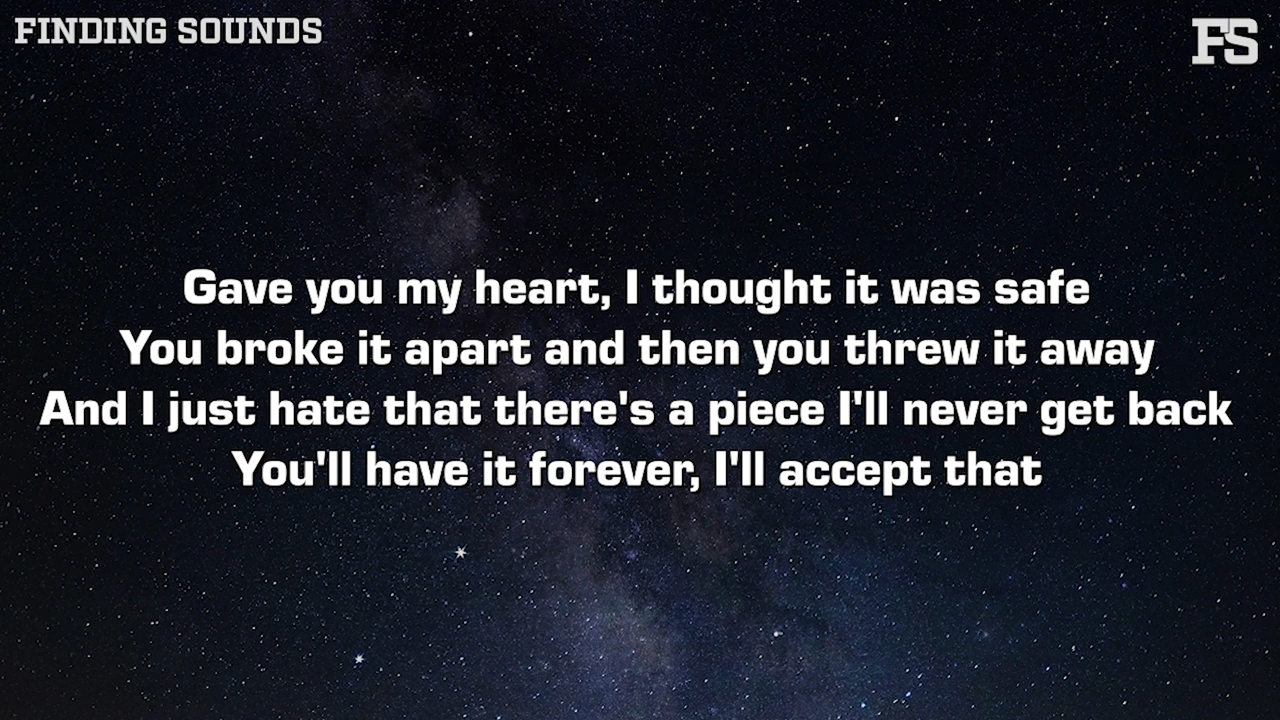 FINDING SOUNDS
FS
Gave you my heart, I thought it was safe
You broke it apart and then you threw it away
And I just hate that there's a piece I'll never get back
You'll have it forever, I'll accept that